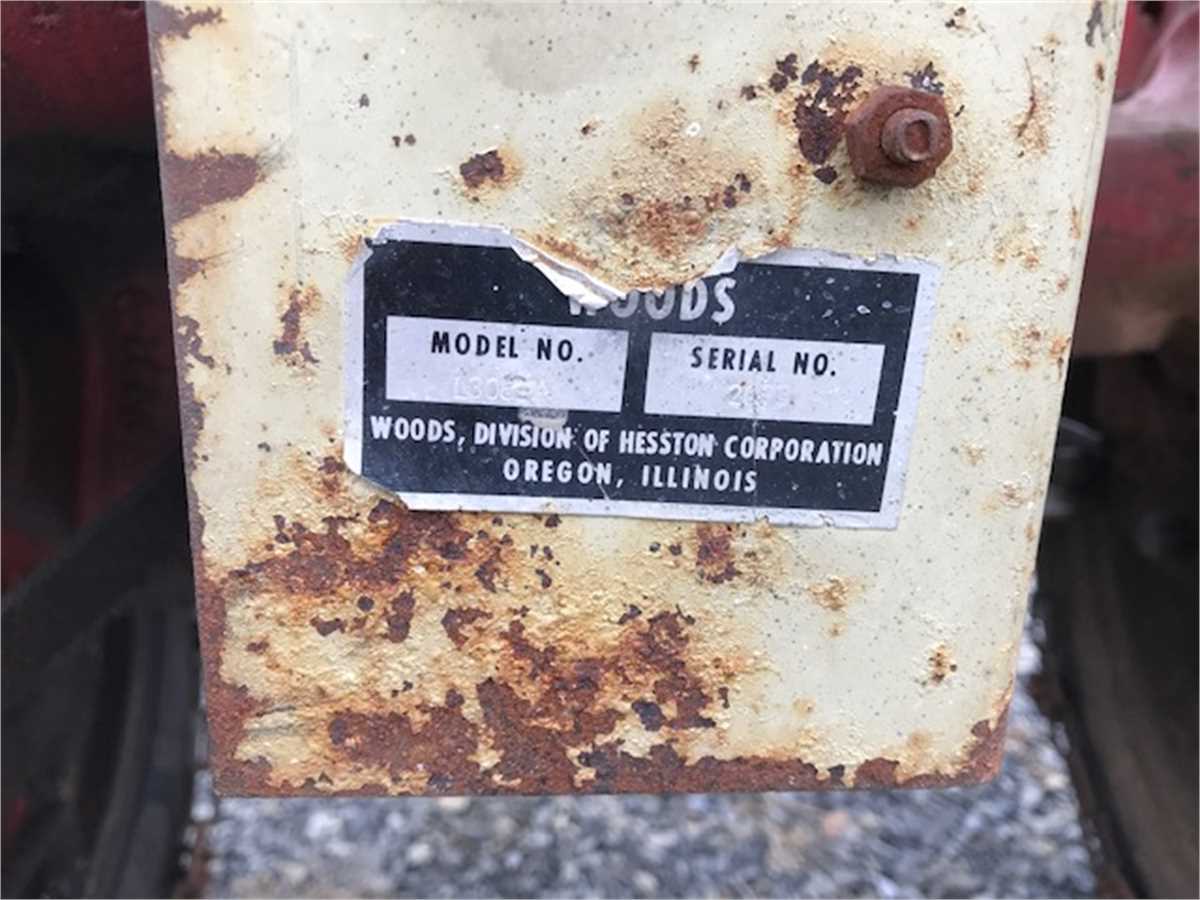 WOODS
MODEL NO.
SERIAL NO.
WOODS, DIVISION OF HESSTON CORPORATION
OREGON, ILLINOIS